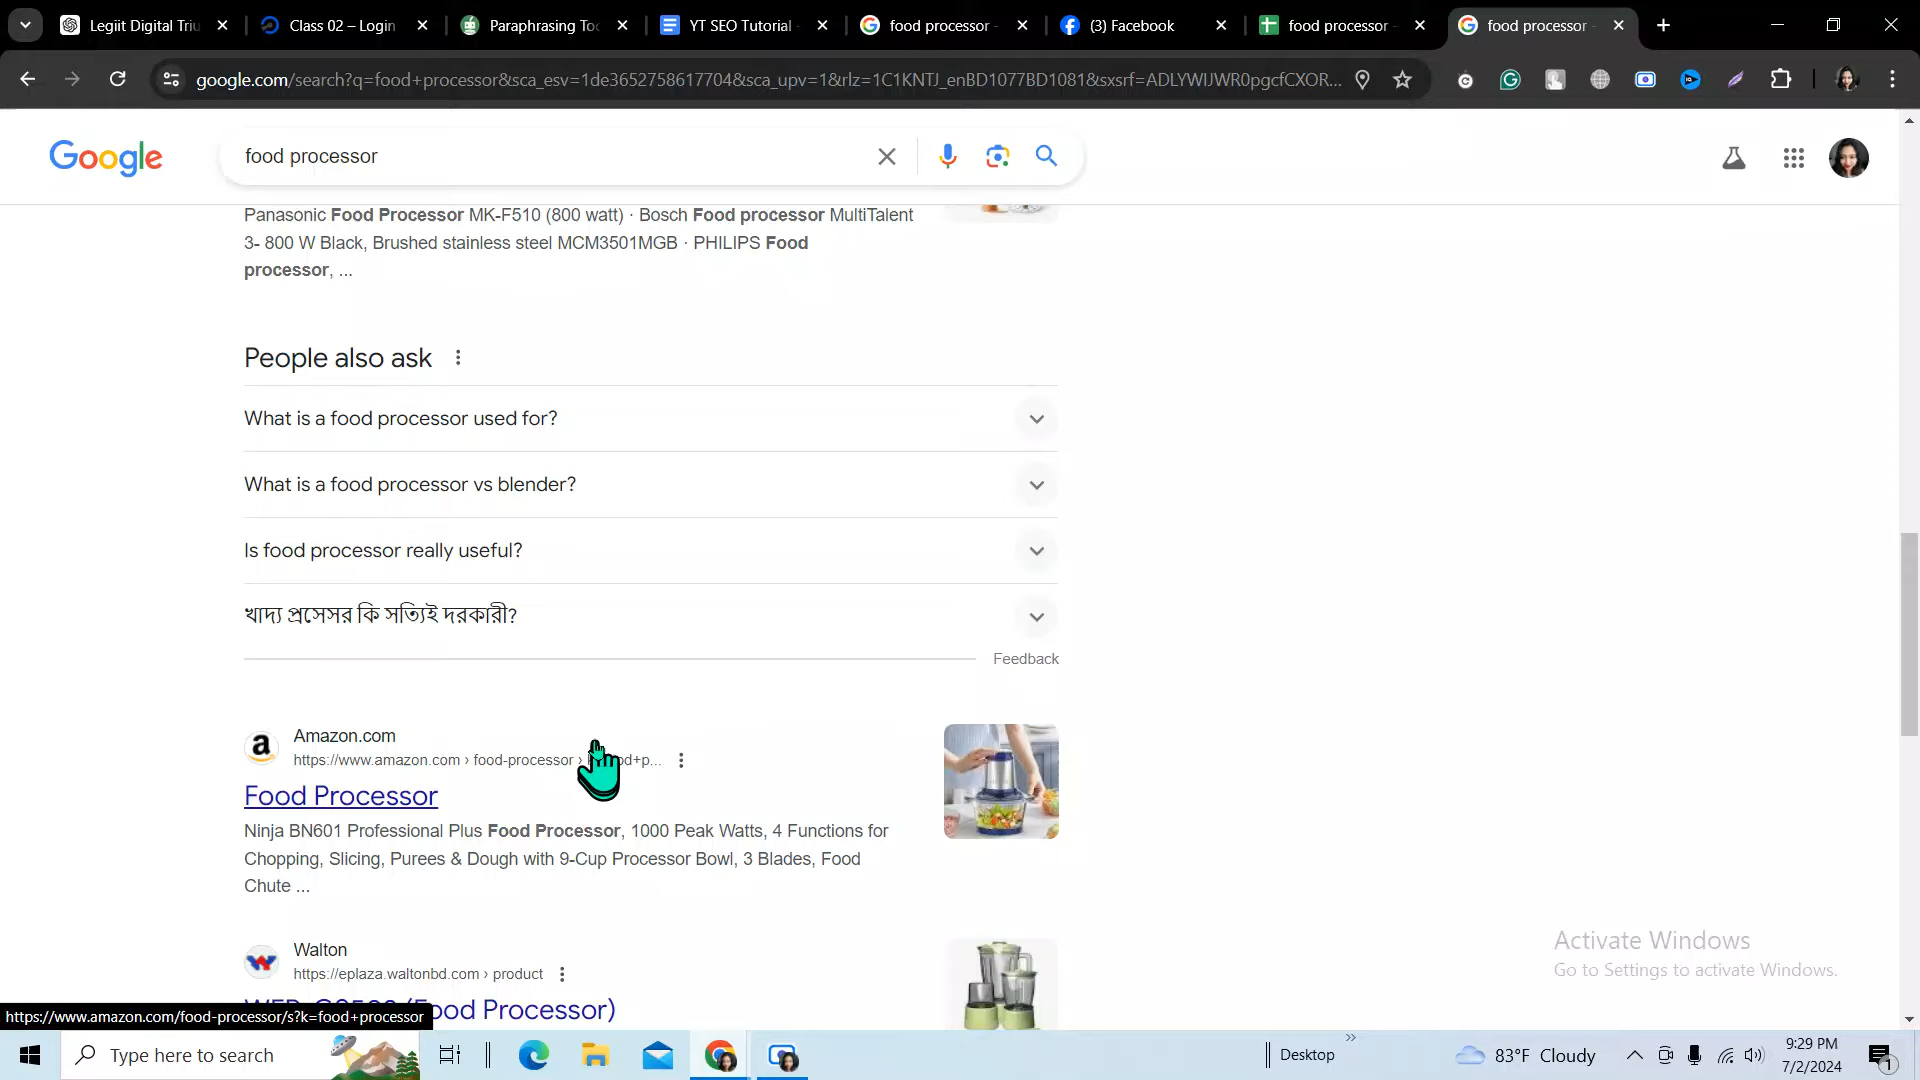 Legiit Digital Triu
Class 02 – Login
Paraphrasing Too
YT SEO Tutorial -
food processor -
(3) Facebook
food processor -
food processor -
google.com/search?q=food+processor&sca_esv=1de3652758617704&sca_upv=1&rlz=1C1KNTJ_enBD1077BD1081&sxsrf=ADLYWIJWR0pgcfCXOR...
Google
food processor
Panasonic Food Processor MK-F510 (800 watt) · Bosch Food processor MultiTalent
3- 800 W Black, Brushed stainless steel MCM3501MGB · PHILIPS Food
processor, ...
People also ask
What is a food processor used for?
What is a food processor vs blender?
Is food processor really useful?
খাদ্য প্রসেসর কি সত্যিই দরকারী?
Feedback
Amazon.com
https://www.amazon.com › food-processor › 
Food Processor
Ninja BN601 Professional Plus Food Processor, 1000 Peak Watts, 4 Functions for
Chopping, Slicing, Purees & Dough with 9-Cup Processor Bowl, 3 Blades, Food
Chute ...
Walton
https://eplaza.waltonbd.com › product
(Food Processor)
Activate Windows
Go to Settings to activate Windows.
https://www.amazon.com/food-processor/s?k=food+processor
Type here to search
Desktop
83°F Cloudy
9:29 PM
7/2/2024
1